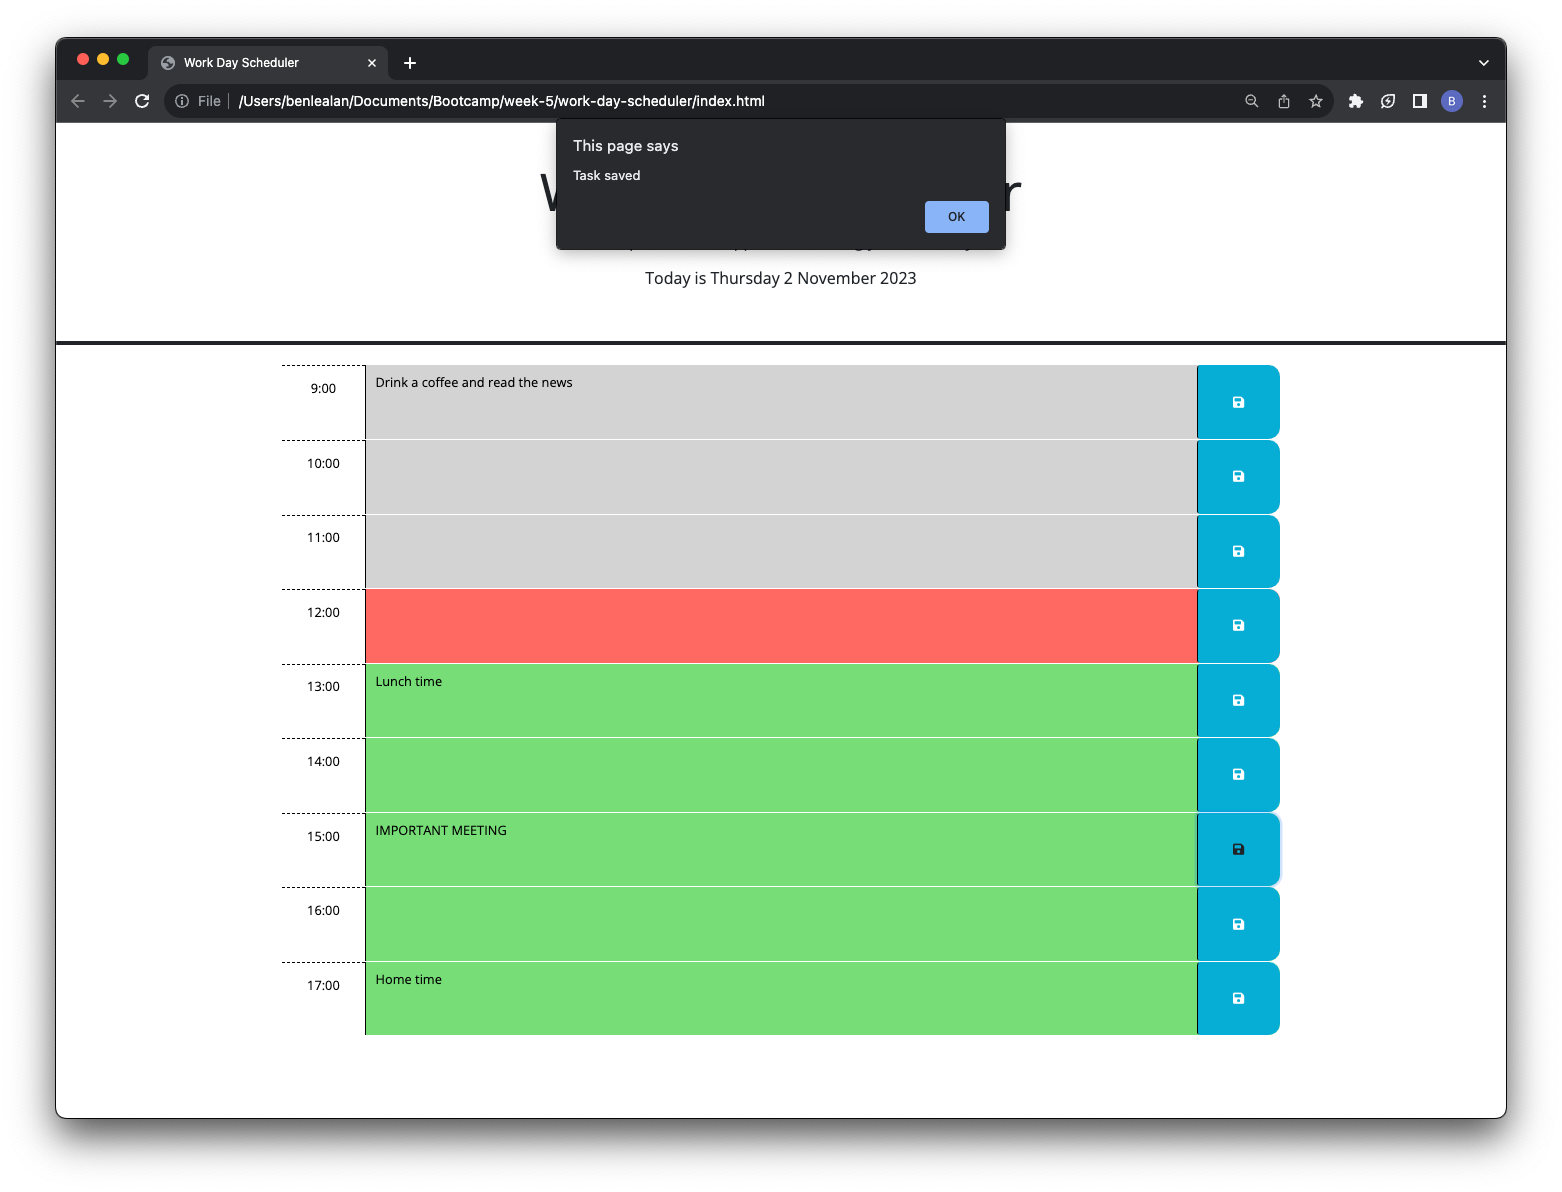 Work Day Scheduler
File /Users/benlealan/Documents/Bootcamp/week-5/work-day-scheduler/index.html
B
This page says
Task saved
OK
Today is Thursday 2 November 2023
9:00 Drink a coffee and read the news
10:00
11:00
12:00
13:00 Lunch time
14:00
15:00 IMPORTANT MEETING
16:00
17:00 Home time